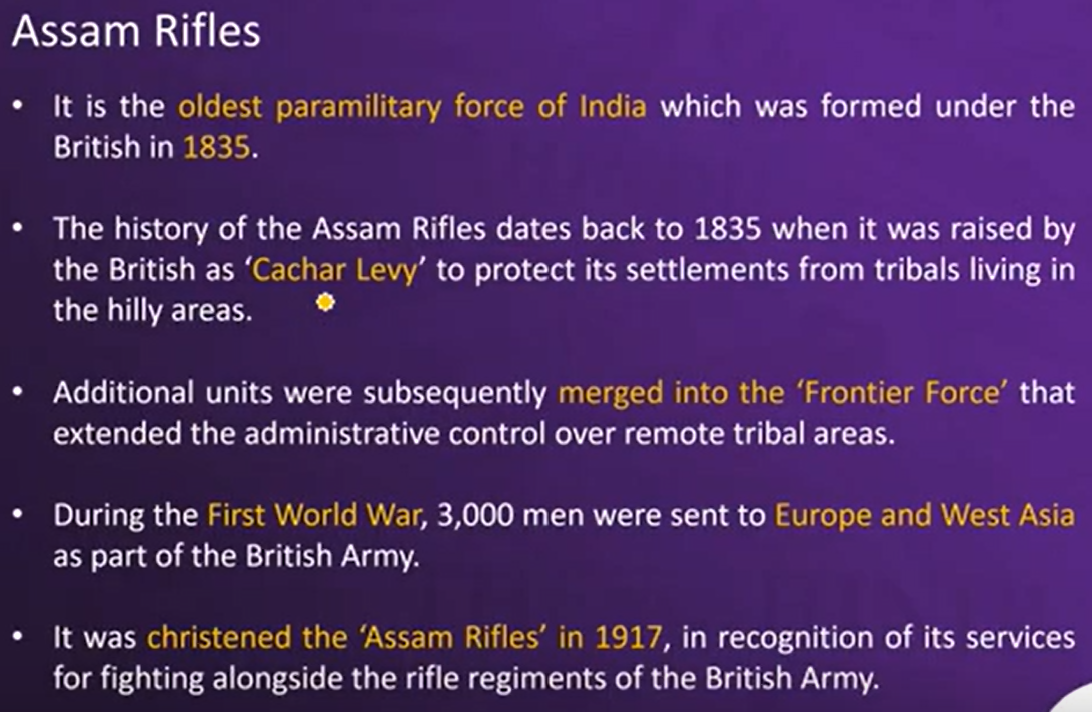 Assam Rifles
• It is the oldest paramilitary force of India which was formed under the
British in 1835.
• The history of the Assam Rifles dates back to 1835 when it was raised by
the British as ‘Cachar Levy’ to protect its settlements from tribals living in
the hilly areas.
• Additional units were subsequently merged into the ‘Frontier Force’ that
extended the administrative control over remote tribal areas.
• During the First World War, 3,000 men were sent to Europe and West Asia
as part of the British Army.
• It was christened the ‘Assam Rifles’ in 1917, in recognition of its services
for fighting alongside the rifle regiments of the British Army.